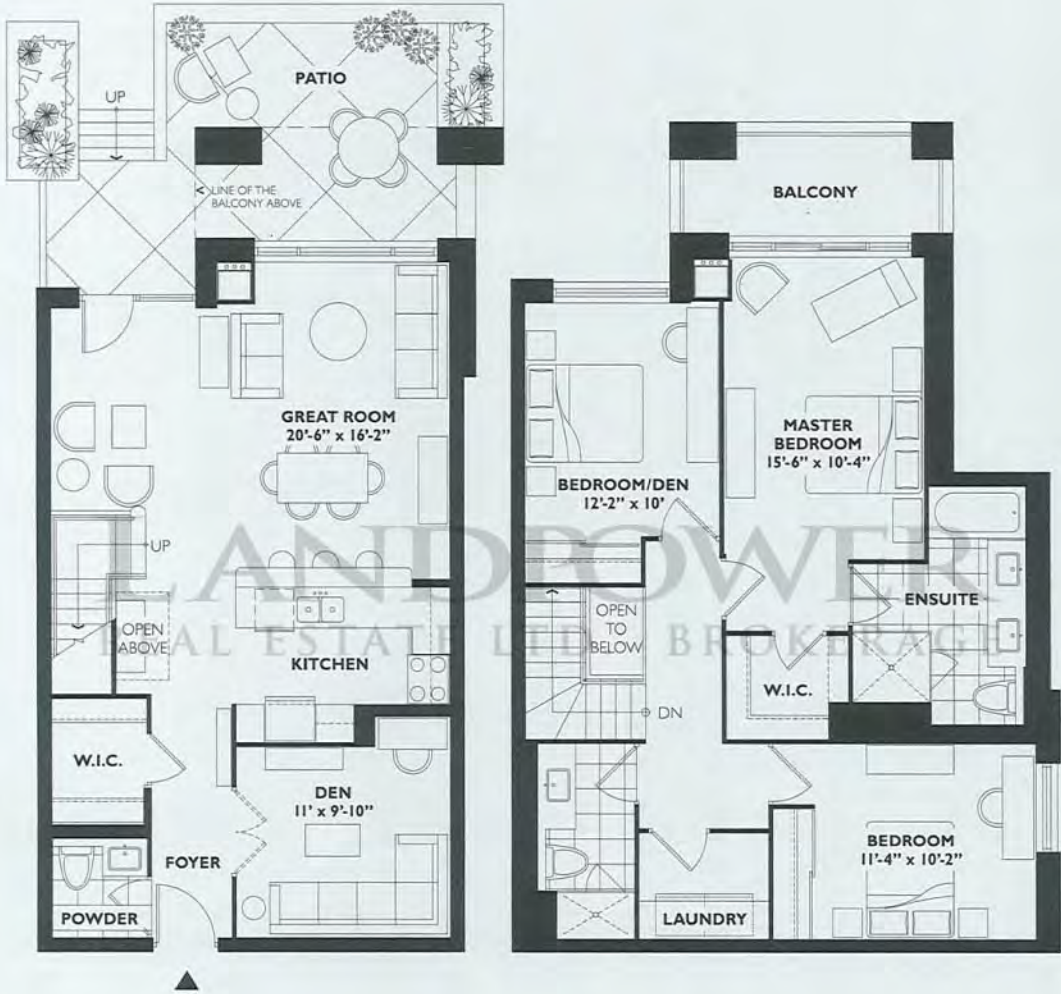 PATIO
UP
LINE OF THE
BALCONY ABOVE
GREAT ROOM
20'-6" x 16'-2"
UP
OPEN
ABOVE
KITCHEN
W.I.C.
DEN
11' x 9'-10"
FOYER
POWDER
BALCONY
MASTER
BEDROOM
15'-6" x 10'-4"
BEDROOM/DEN
12'-2" x 10'
OPEN
TO
BELOW
ENSUITE
W.I.C.
DN
BEDROOM
11'-4" x 10'-2"
LAUNDRY
LANDPOWER
REAL ESTATE LTD. BROKERAGE